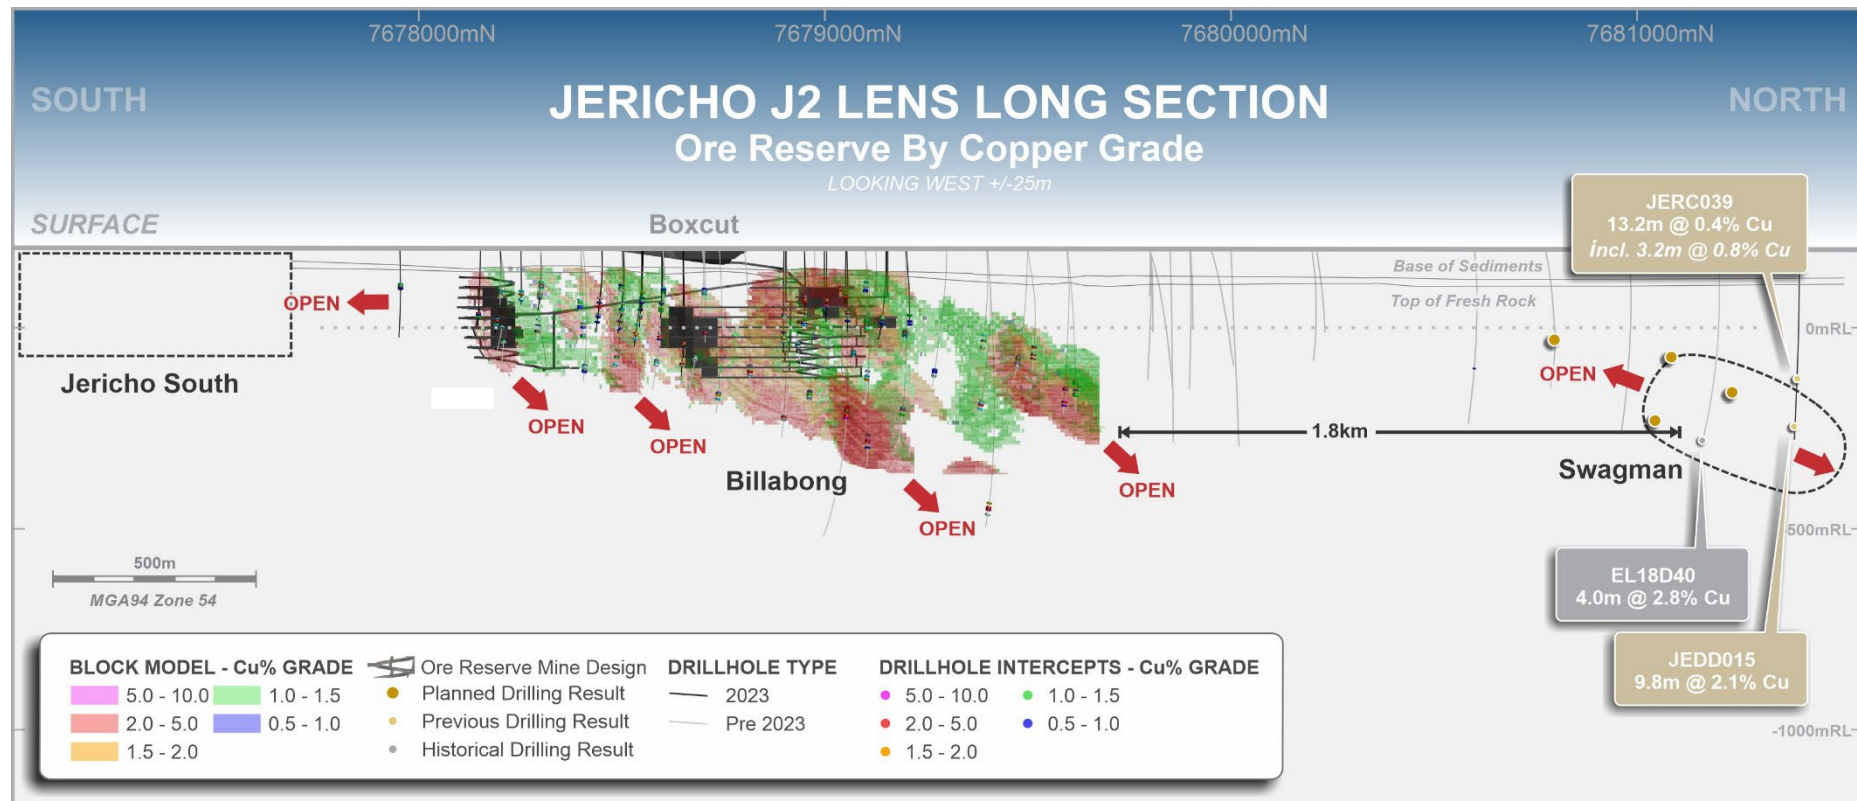 7678000mN
7679000mN
7680000mN
7681000mN
SOUTH
JERICHO J2 LENS LONG SECTION
NORTH
Ore Reserve By Copper Grade
LOOKING WEST +/-25m
SURFACE
Boxcut
JERC039
13.2m @ 0.4% Cu
incl. 3.2m @ 0.8% Cu
Base of Sediments
Top of Fresh Rock
OPEN
0mRL
Jericho South
OPEN
OPEN
OPEN
1.8km
Billabong
Swagman
OPEN
OPEN
-500mRL
500m
MGA94 Zone 54
EL18D40
4.0m @ 2.8% Cu
JEDD015
9.8m @ 2.1% Cu
-1000mRL
BLOCK MODEL - Cu% GRADE
5.0 - 10.0
1.0 - 1.5
2.0 - 5.0
0.5 - 1.0
1.5 - 2.0
Ore Reserve Mine Design
Planned Drilling Result
Previous Drilling Result
Historical Drilling Result
DRILLHOLE TYPE
2023
Pre 2023
DRILLHOLE INTERCEPTS - Cu% GRADE
5.0 - 10.0
1.0 - 1.5
2.0 - 5.0
0.5 - 1.0
1.5 - 2.0